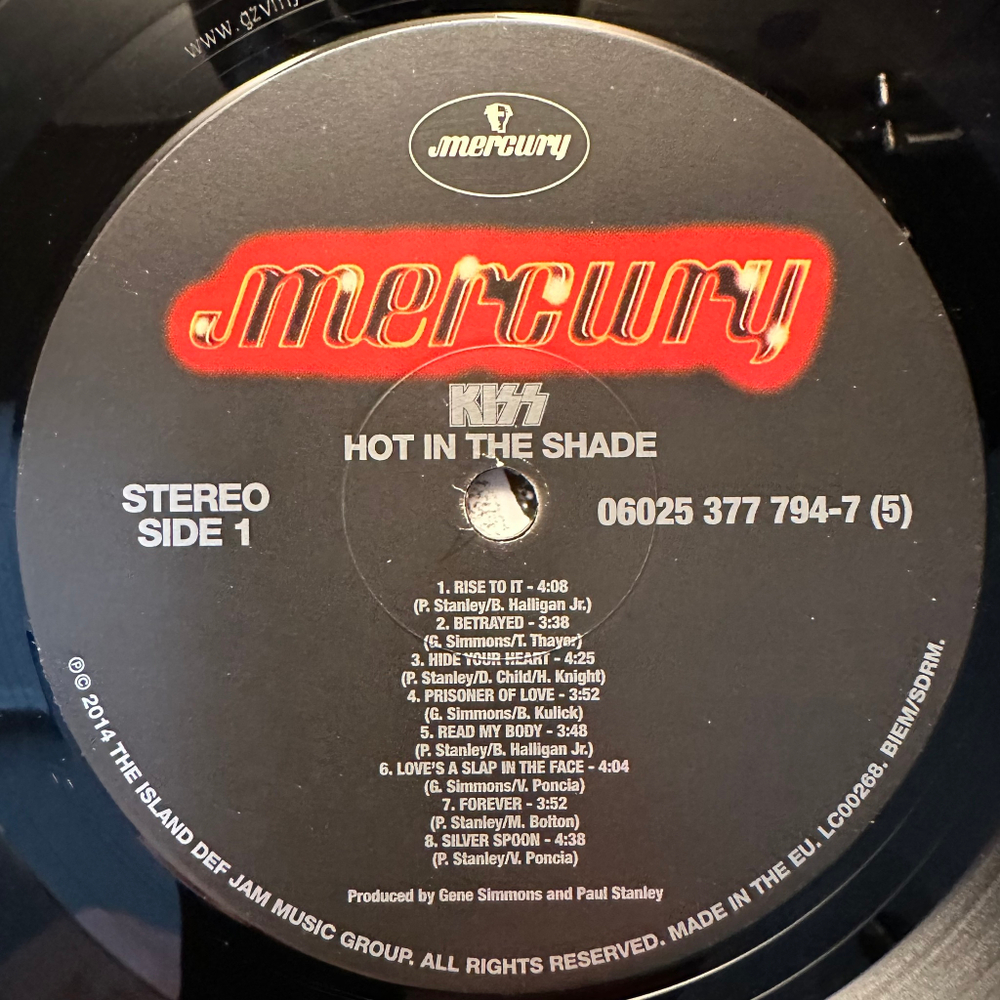 www.gzvinyl
mercury
mercury
KISS
HOT IN THE SHADE
STEREO
SIDE 1
06025 377 794-7 (5)
1. RISE TO IT - 4:08
(P. Stanley/B. Halligan Jr.)
2. BETRAYED - 3:38
(G. Simmons/T. Thayer)
3. HIDE YOUR HEART - 4:25
(P. Stanley/D. Child/H. Knight)
4. PRISONER OF LOVE - 3:52
(G. Simmons/B. Kulick)
5. READ MY BODY - 3:48
(P. Stanley/B. Halligan Jr.)
6. LOVE'S A SLAP IN THE FACE - 4:04
(G. Simmons/V. Poncia)
7. FOREVER - 3:52
(P. Stanley/M. Bolton)
8. SILVER SPOON - 4:38
(P. Stanley/V. Poncia)
Produced by Gene Simmons and Paul Stanley
℗© 2014 THE ISLAND DEF JAM MUSIC GROUP. ALL RIGHTS RESERVED. MADE IN THE EU. LC00268. BIEM/SDRM.